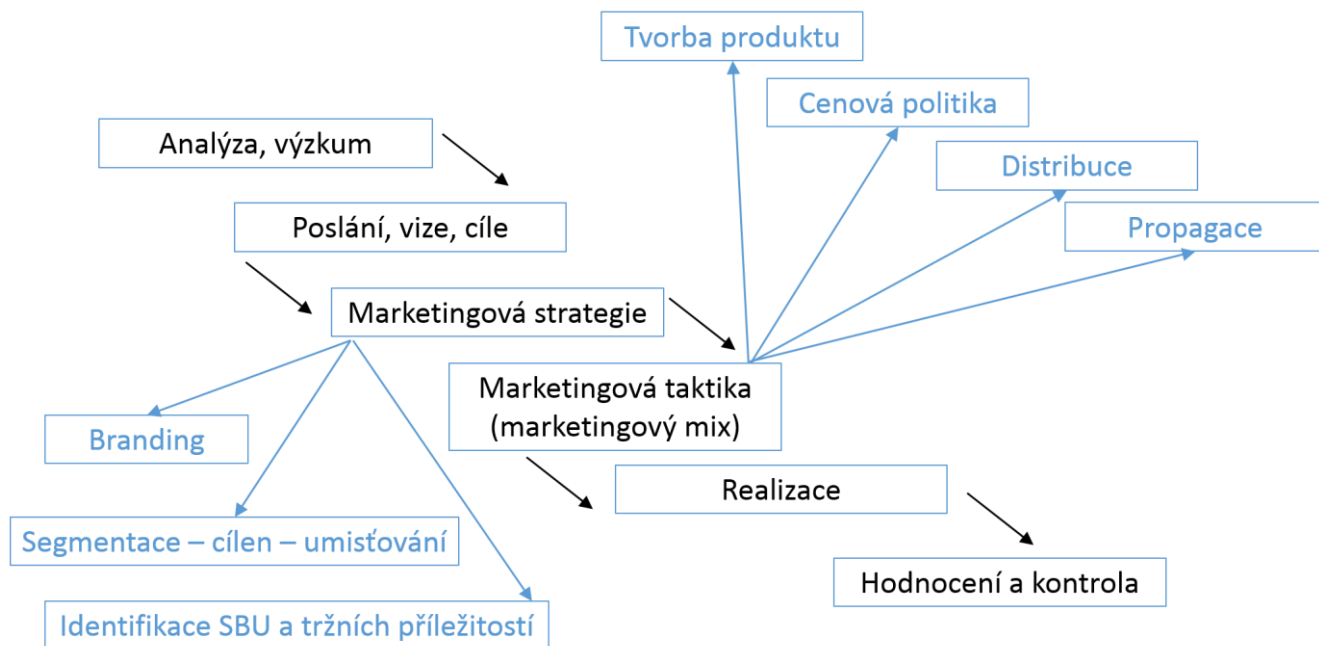 Tvorba produktu
Cenová politika
Analýza, výzkum
Distribuce
Poslání, vize, cíle
Propagace
Marketingová strategie
Marketingová taktika
(marketingový mix)
Branding
Realizace
Segmentace – cílen – umisťování
Hodnocení a kontrola
Identifikace SBU a tržních příležitostí